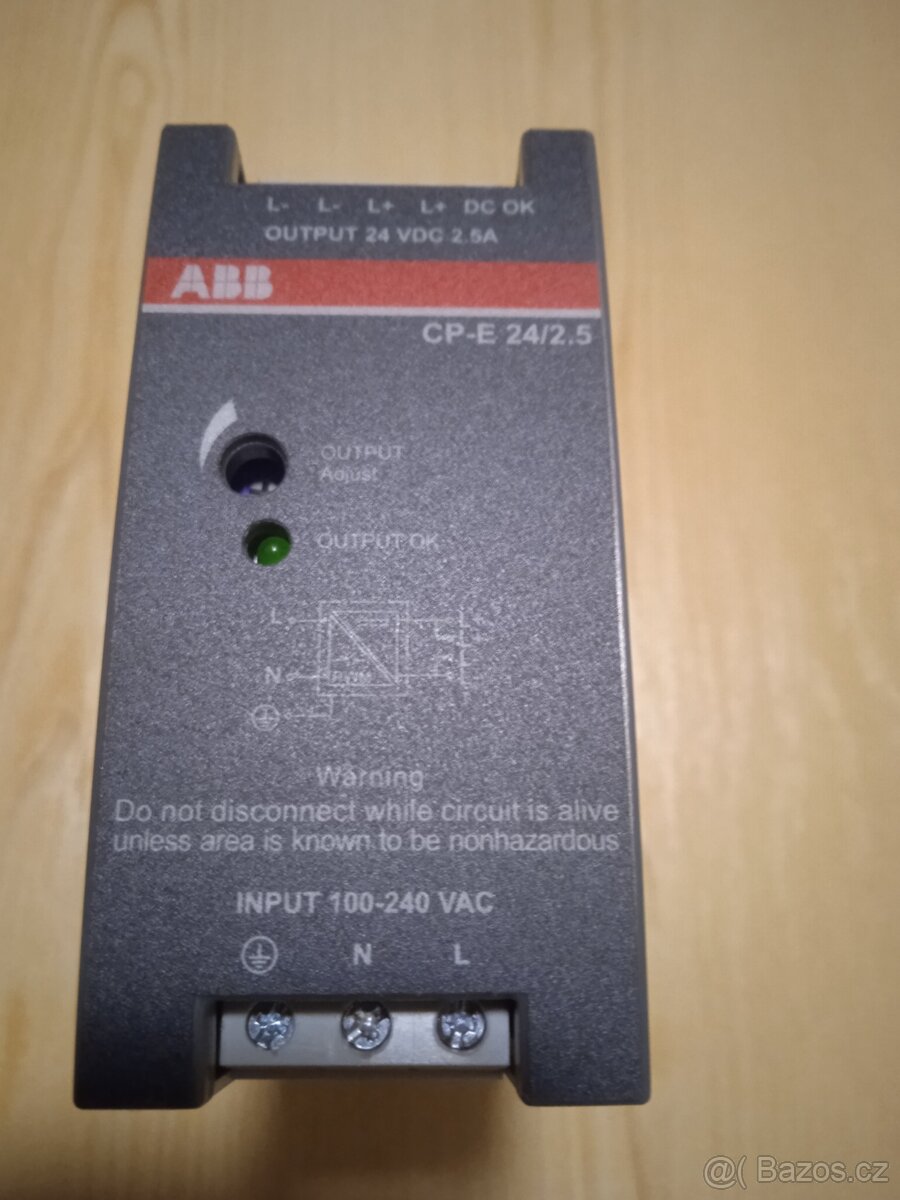 L- L- L+ L+ DC OK
OUTPUT 24 VDC 2.5A
ABB
CP-E 24/2.5
OUTPUT
Adjust
OUTPUT OK
L
N
PWM
Warning
Do not disconnect while circuit is alive
unless area is known to be nonhazardous
INPUT 100-240 VAC
N L
@( Bazos.cz